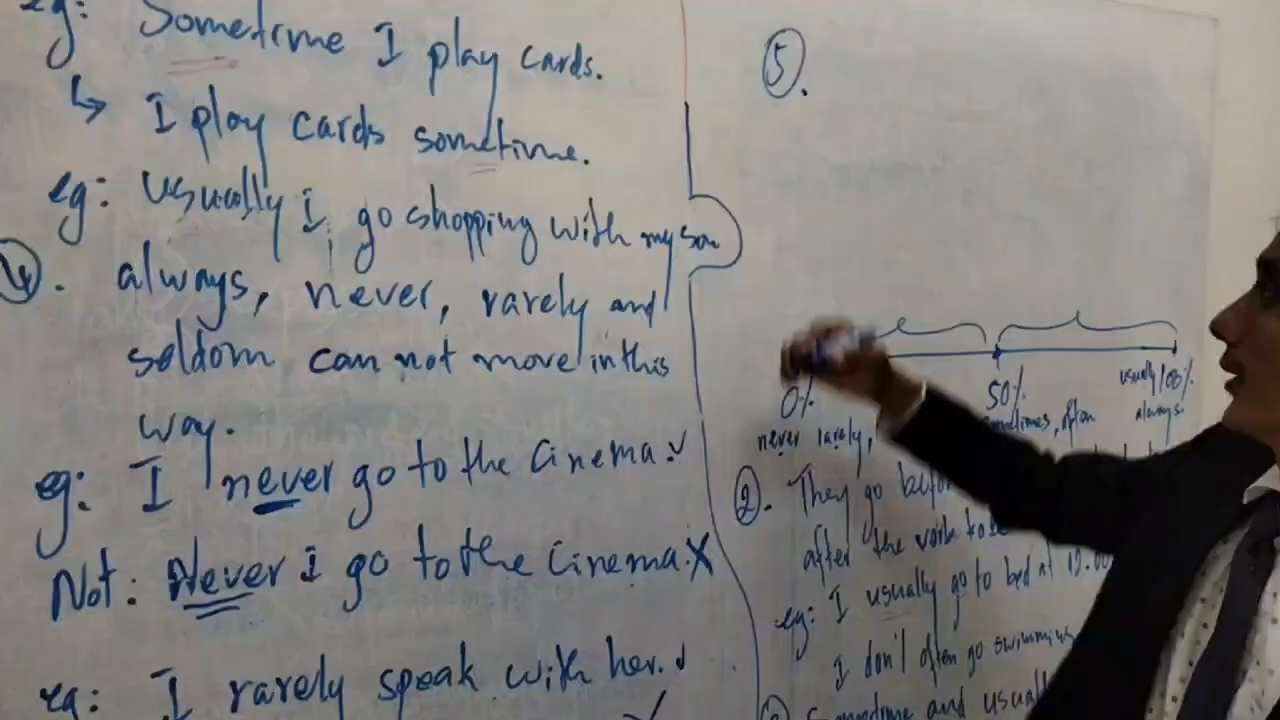 eg: Sometime I play cards.
↳ I play cards sometime.
eg: Usually I go shopping with my son
④. always, never, rarely and
seldom can not move in this
way.
eg: I never go to the cinema. ✓
Not: Never I go to the cinema. X
eg: I rarely speak with her. ✓
⑤.
0% 50% usually 100%
never rarely, sometimes, often always.
②. They go before
after the verb to be
eg: I usually go to bed at
I don't often go swimming
Sometime and usually